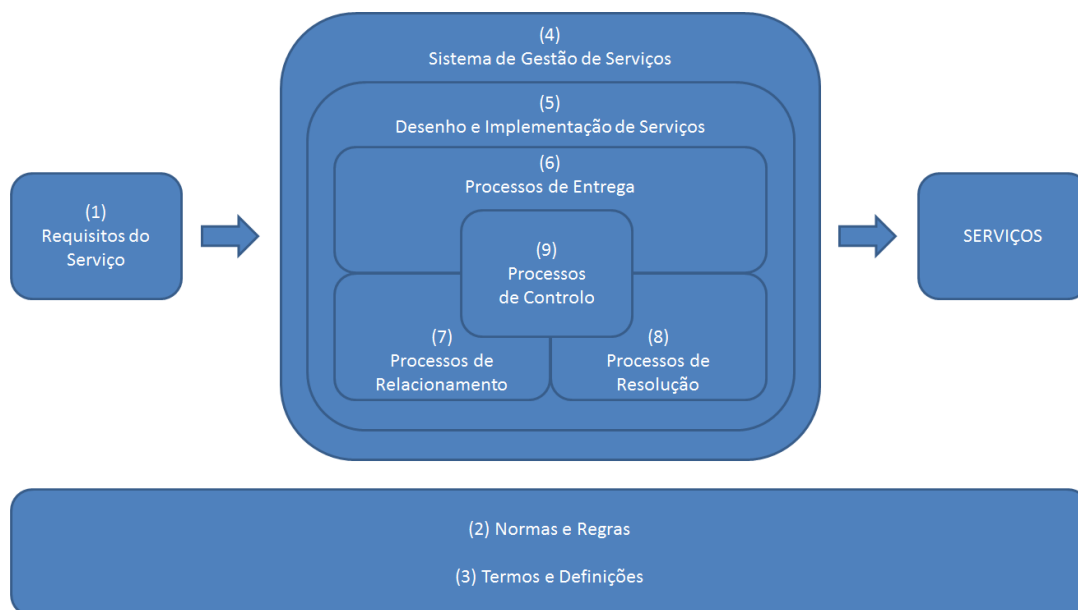 (4)
Sistema de Gestão de Serviços
(5)
Desenho e Implementação de Serviços
(6)
Processos de Entrega
(1)
Requisitos do
Serviço
SERVIÇOS
(9)
Processos
de Controlo
(7)
Processos de
Relacionamento
(8)
Processos de
Resolução
(2) Normas e Regras
(3) Termos e Definições